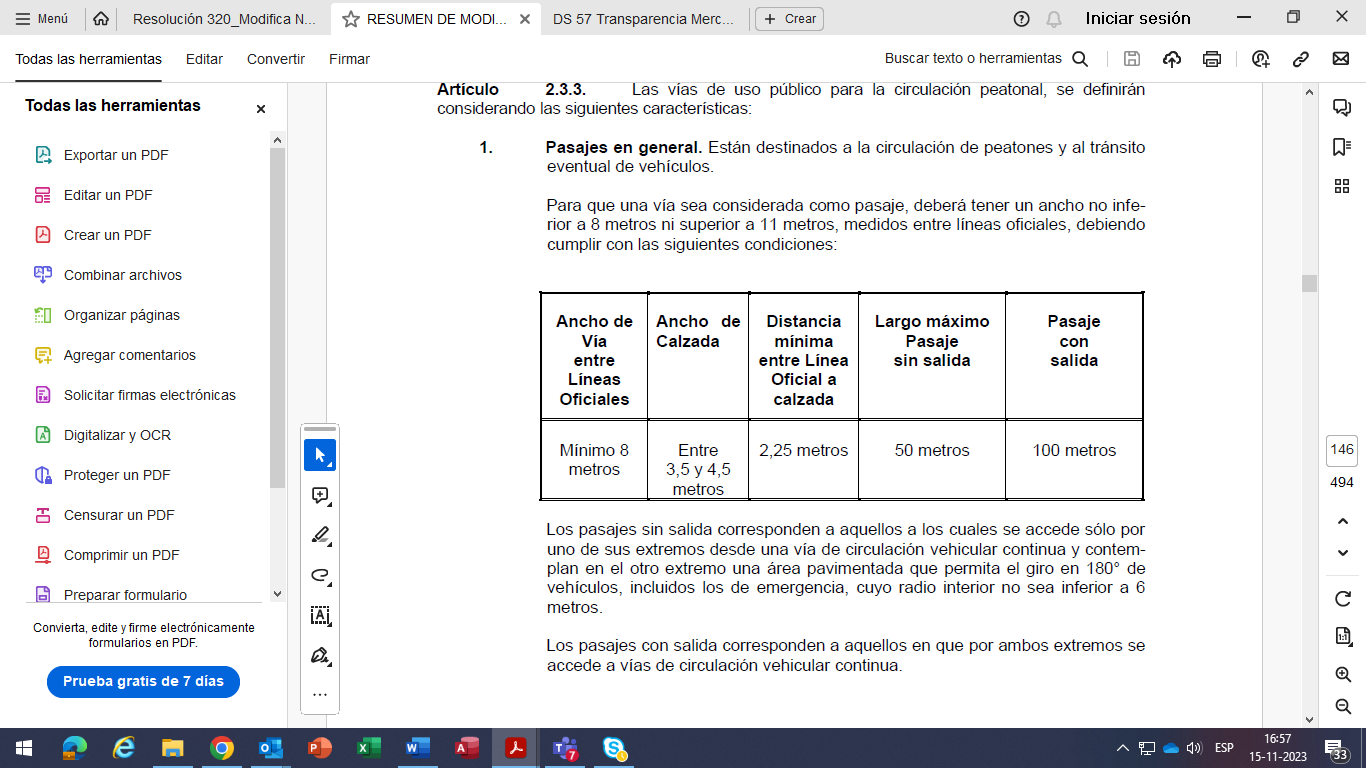 Menú
Resolución 320_Modifica N...
RESUMEN DE MODI...
DS 57 Transparencia Merc...
Crear
Iniciar sesión
Todas las herramientas
Editar
Convertir
Firmar
Buscar texto o herramientas
Todas las herramientas
Exportar un PDF
Editar un PDF
Crear un PDF
Combinar archivos
Organizar páginas
Agregar comentarios
Solicitar firmas electrónicas
Digitalizar y OCR
Proteger un PDF
Censurar un PDF
Comprimir un PDF
Preparar formulario
Convierta, edite y firme electrónicamente
formularios en PDF.
Prueba gratis de 7 días
Artículo 2.3.3. Las vías de uso público para la circulación peatonal, se definirán
considerando las siguientes características:
1. Pasajes en general. Están destinados a la circulación de peatones y al tránsito
eventual de vehículos.
Para que una vía sea considerada como pasaje, deberá tener un ancho no infe-
rior a 8 metros ni superior a 11 metros, medidos entre líneas oficiales, debiendo
cumplir con las siguientes condiciones:
Ancho de
Vía
entre
Líneas
Oficiales
Ancho de
Calzada
Distancia
mínima
entre Línea
Oficial a
calzada
Largo máximo
Pasaje
sin salida
Pasaje
con
salida
Mínimo 8
metros
Entre
3,5 y 4,5
metros
2,25 metros
50 metros
100 metros
Los pasajes sin salida corresponden a aquellos a los cuales se accede sólo por
uno de sus extremos desde una vía de circulación vehicular continua y contem-
plan en el otro extremo una área pavimentada que permita el giro en 180° de
vehículos, incluidos los de emergencia, cuyo radio interior no sea inferior a 6
metros.
Los pasajes con salida corresponden a aquellos en que por ambos extremos se
accede a vías de circulación vehicular continua.
146
494
ESP
16:57
15-11-2023
7
33